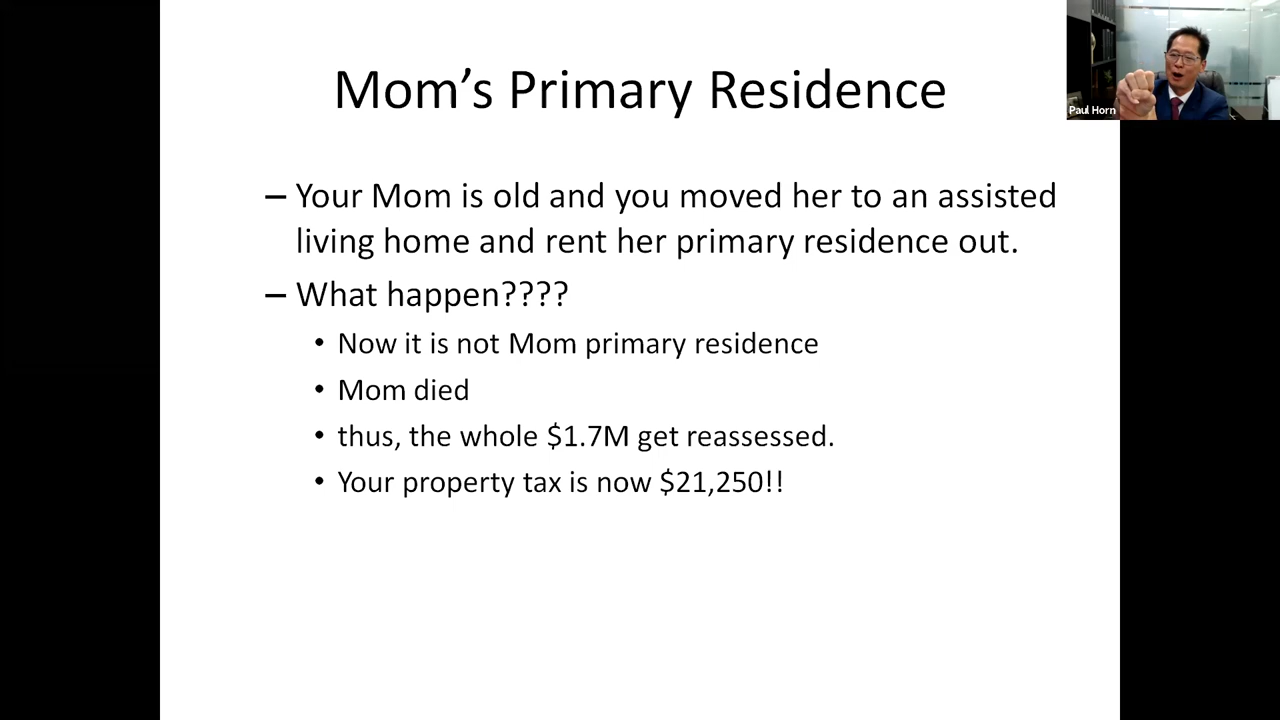 Mom’s Primary Residence
Paul Horn
– Your Mom is old and you moved her to an assisted
living home and rent her primary residence out.
– What happen????
• Now it is not Mom primary residence
• Mom died
• thus, the whole $1.7M get reassessed.
• Your property tax is now $21,250!!